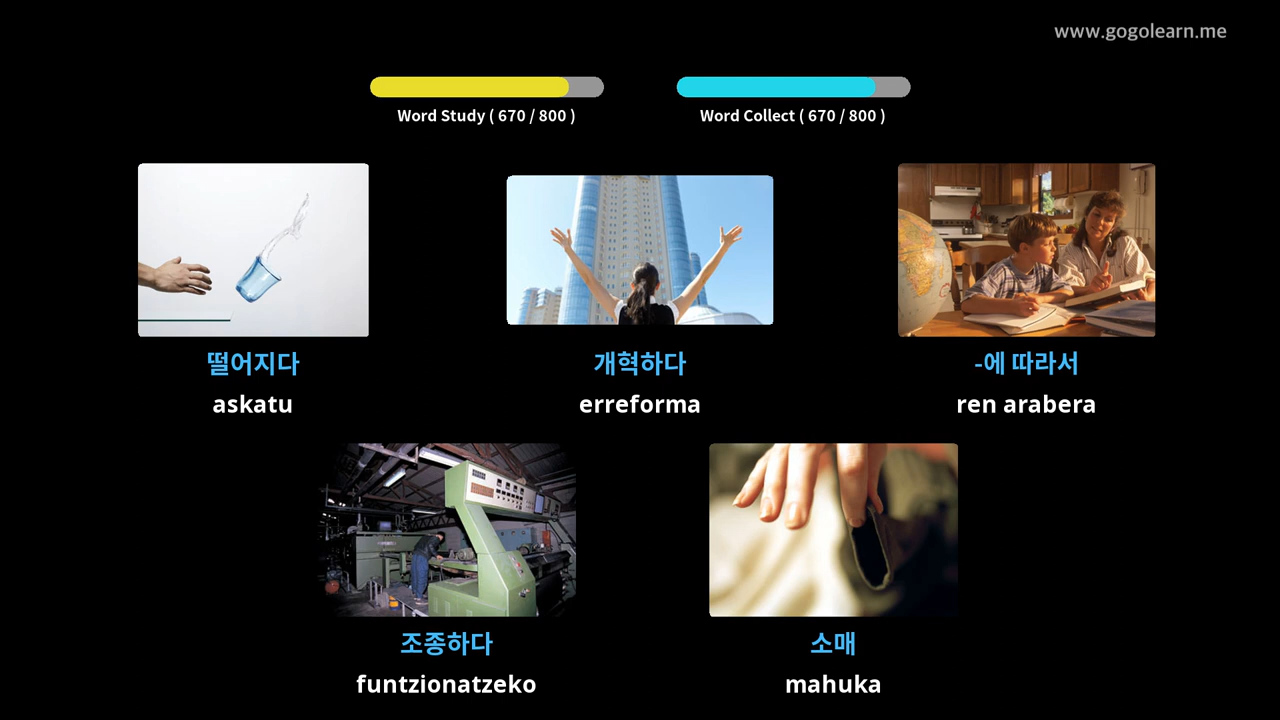 www.gogolearn.me
Word Study ( 670 / 800 )
Word Collect ( 670 / 800 )
떨어지다
askatu
개혁하다
erreforma
-에 따라서
ren arabera
조종하다
funtzionatzeko
소매
mahuka